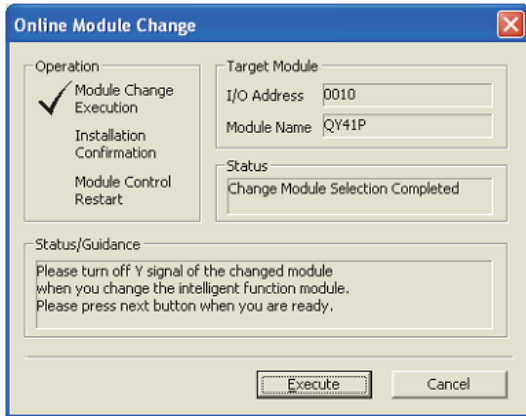 Online Module Change
Operation
Module Change
Execution
Installation
Confirmation
Module Control
Restart
Target Module
I/O Address 0010
Module Name QY41P
Status
Change Module Selection Completed
Status/Guidance
Please turn off Y signal of the changed module
when you change the intelligent function module.
Please press next button when you are ready.
Execute Cancel